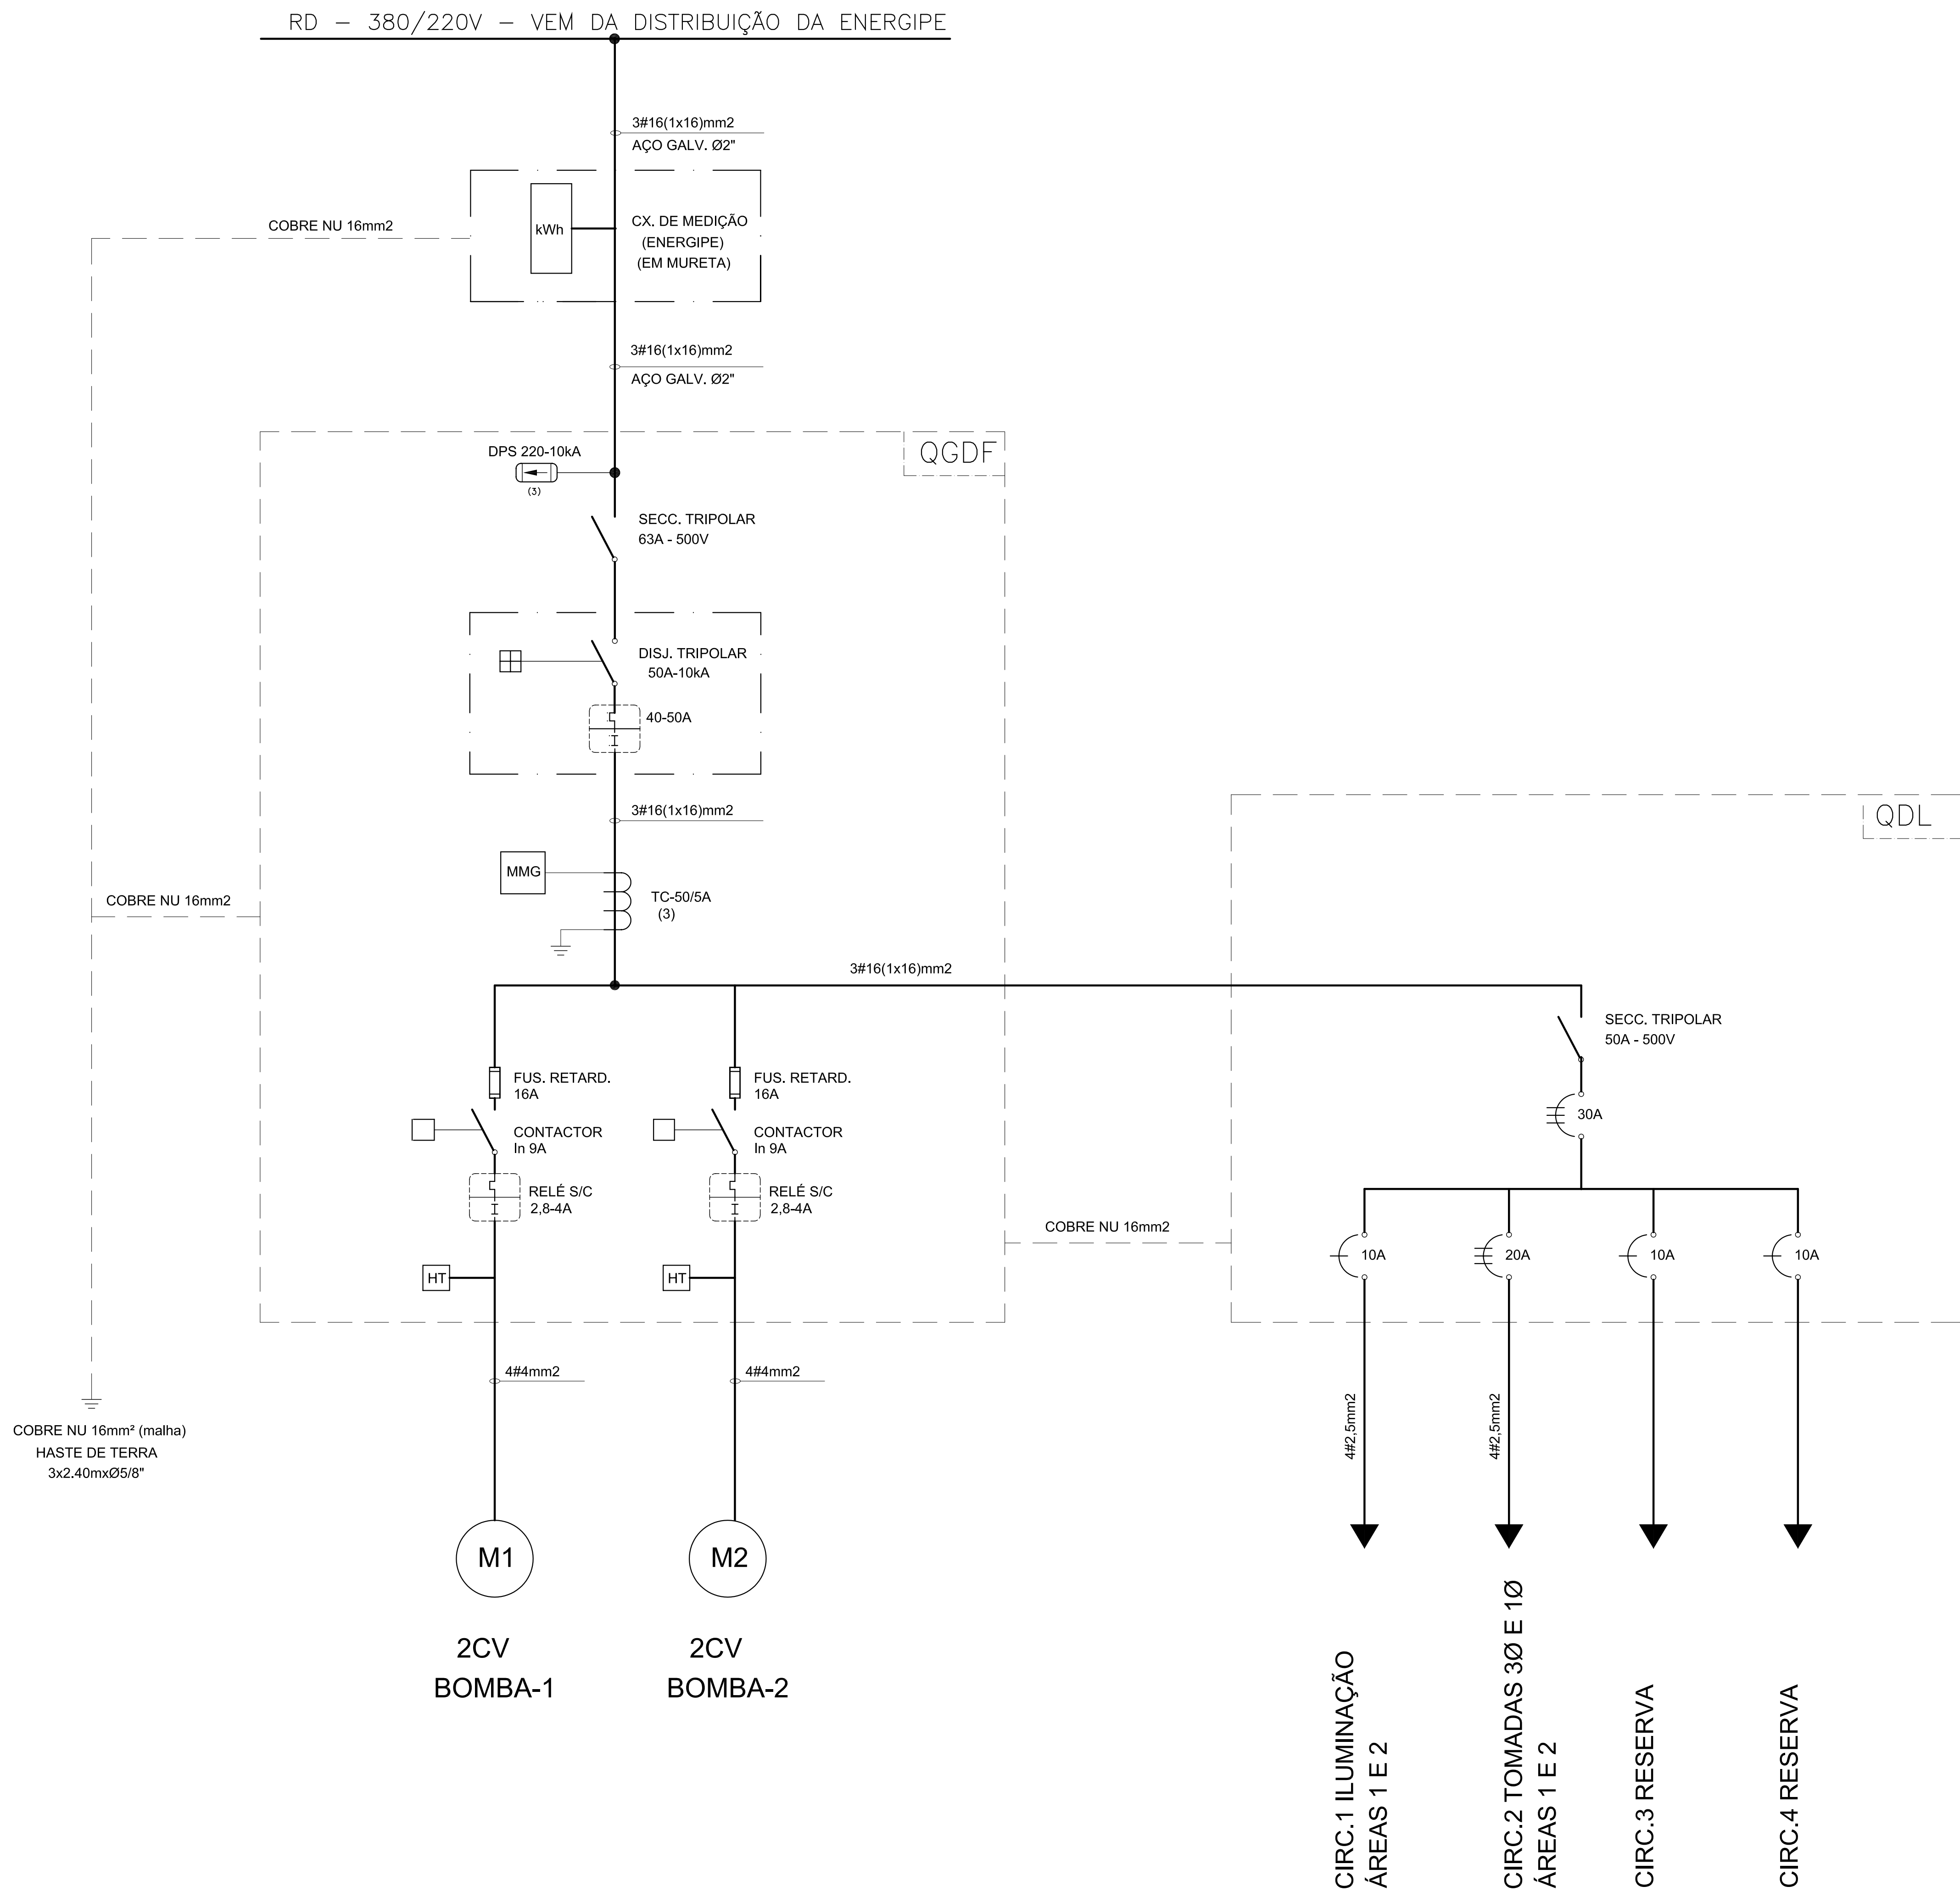 RD - 380/220V - VEM DA DISTRIBUIÇÃO DA ENERGIPE
3#16(1x16)mm2
AÇO GALV. Ø2"
COBRE NU 16mm2
kWh
CX. DE MEDIÇÃO
(ENERGIPE)
(EM MURETA)
3#16(1x16)mm2
AÇO GALV. Ø2"
QGDF
DPS 220-10kA
(3)
SECC. TRIPOLAR
63A - 500V
DISJ. TRIPOLAR
50A-10kA
40-50A
3#16(1x16)mm2
QDL
MMG
TC-50/5A
(3)
COBRE NU 16mm2
3#16(1x16)mm2
SECC. TRIPOLAR
50A - 500V
FUS. RETARD.
16A
FUS. RETARD.
16A
30A
CONTACTOR
In 9A
CONTACTOR
In 9A
RELÉ S/C
2,8-4A
RELÉ S/C
2,8-4A
COBRE NU 16mm2
10A
20A
10A
10A
HT
HT
4#4mm2
4#4mm2
4#2,5mm2
4#2,5mm2
COBRE NU 16mm² (malha)
HASTE DE TERRA
3x2.40mxØ5/8"
M1
M2
2CV
BOMBA-1
2CV
BOMBA-2
CIRC.1 ILUMINAÇÃO
ÁREAS 1 E 2
CIRC.2 TOMADAS 3Ø E 1Ø
ÁREAS 1 E 2
CIRC.3 RESERVA
CIRC.4 RESERVA